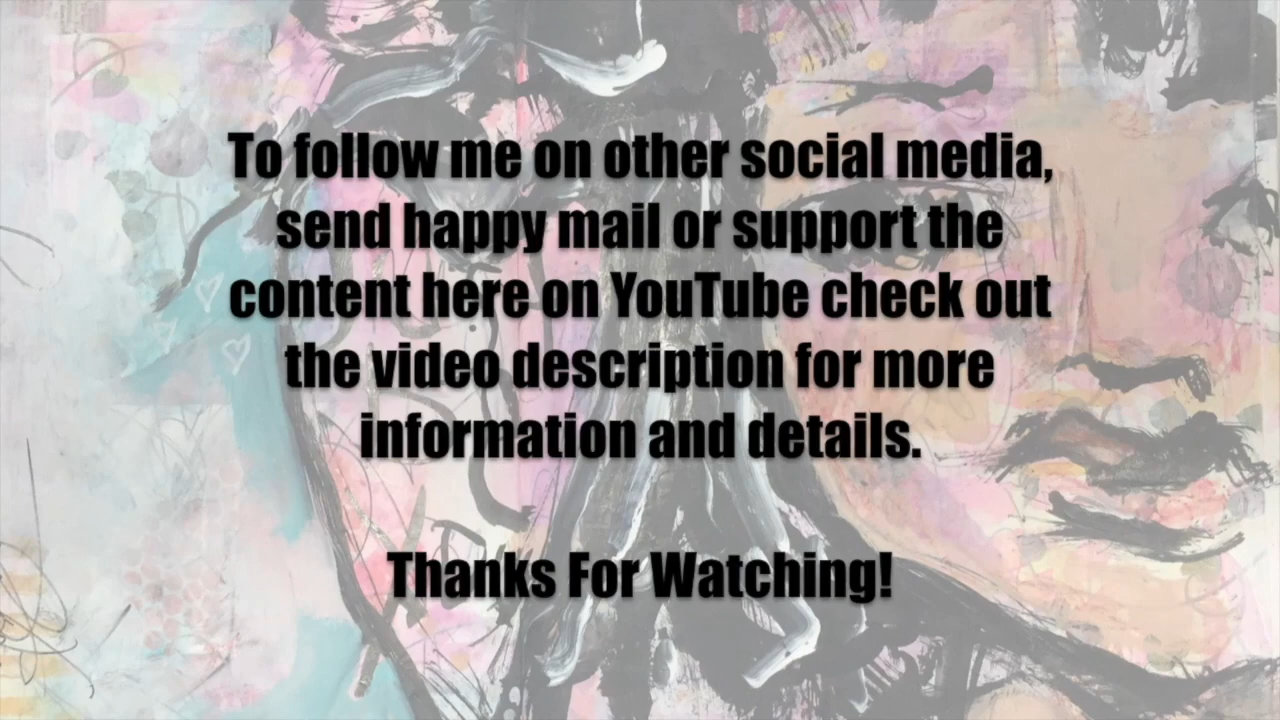 To follow me on other social media,
send happy mail or support the
content here on YouTube check out
the video description for more
information and details.
Thanks For Watching!